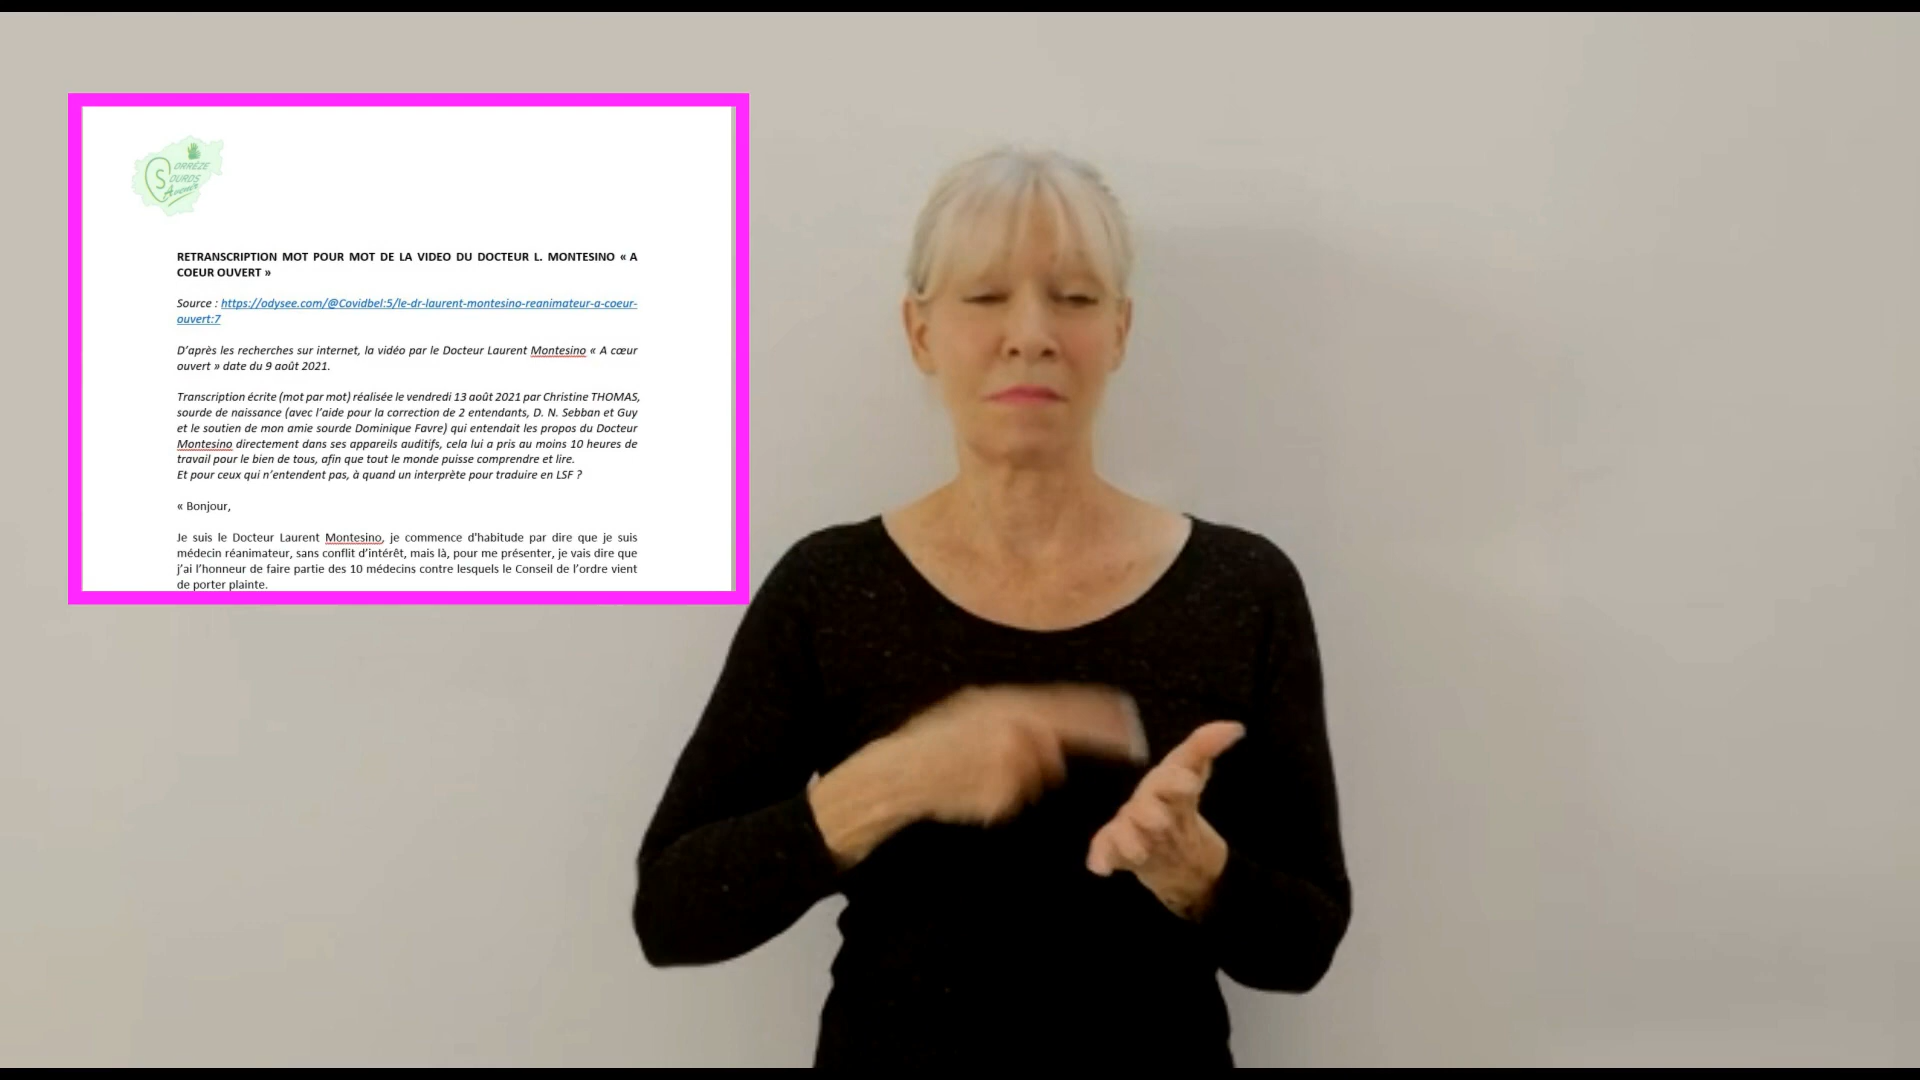 ORRÈZE
S OURDS
Avenir
RETRANSCRIPTION MOT POUR MOT DE LA VIDEO DU DOCTEUR L. MONTESINO « A
COEUR OUVERT »
Source : https://odysee.com/@Covidbel:5/le-dr-laurent-montesino-reanimateur-a-coeur-
ouvert:7
D’après les recherches sur internet, la vidéo par le Docteur Laurent Montesino « A cœur
ouvert » date du 9 août 2021.
Transcription écrite (mot par mot) réalisée le vendredi 13 août 2021 par Christine THOMAS,
sourde de naissance (avec l’aide pour la correction de 2 entendants, D. N. Sebban et Guy
et le soutien de mon amie sourde Dominique Favre) qui entendait les propos du Docteur
Montesino directement dans ses appareils auditifs, cela lui a pris au moins 10 heures de
travail pour le bien de tous, afin que tout le monde puisse comprendre et lire.
Et pour ceux qui n’entendent pas, à quand un interprète pour traduire en LSF ?
« Bonjour,
Je suis le Docteur Laurent Montesino, je commence d'habitude par dire que je suis
médecin réanimateur, sans conflit d’intérêt, mais là, pour me présenter, je vais dire que
j’ai l’honneur de faire partie des 10 médecins contre lesquels le Conseil de l’ordre vient
de porter plainte.